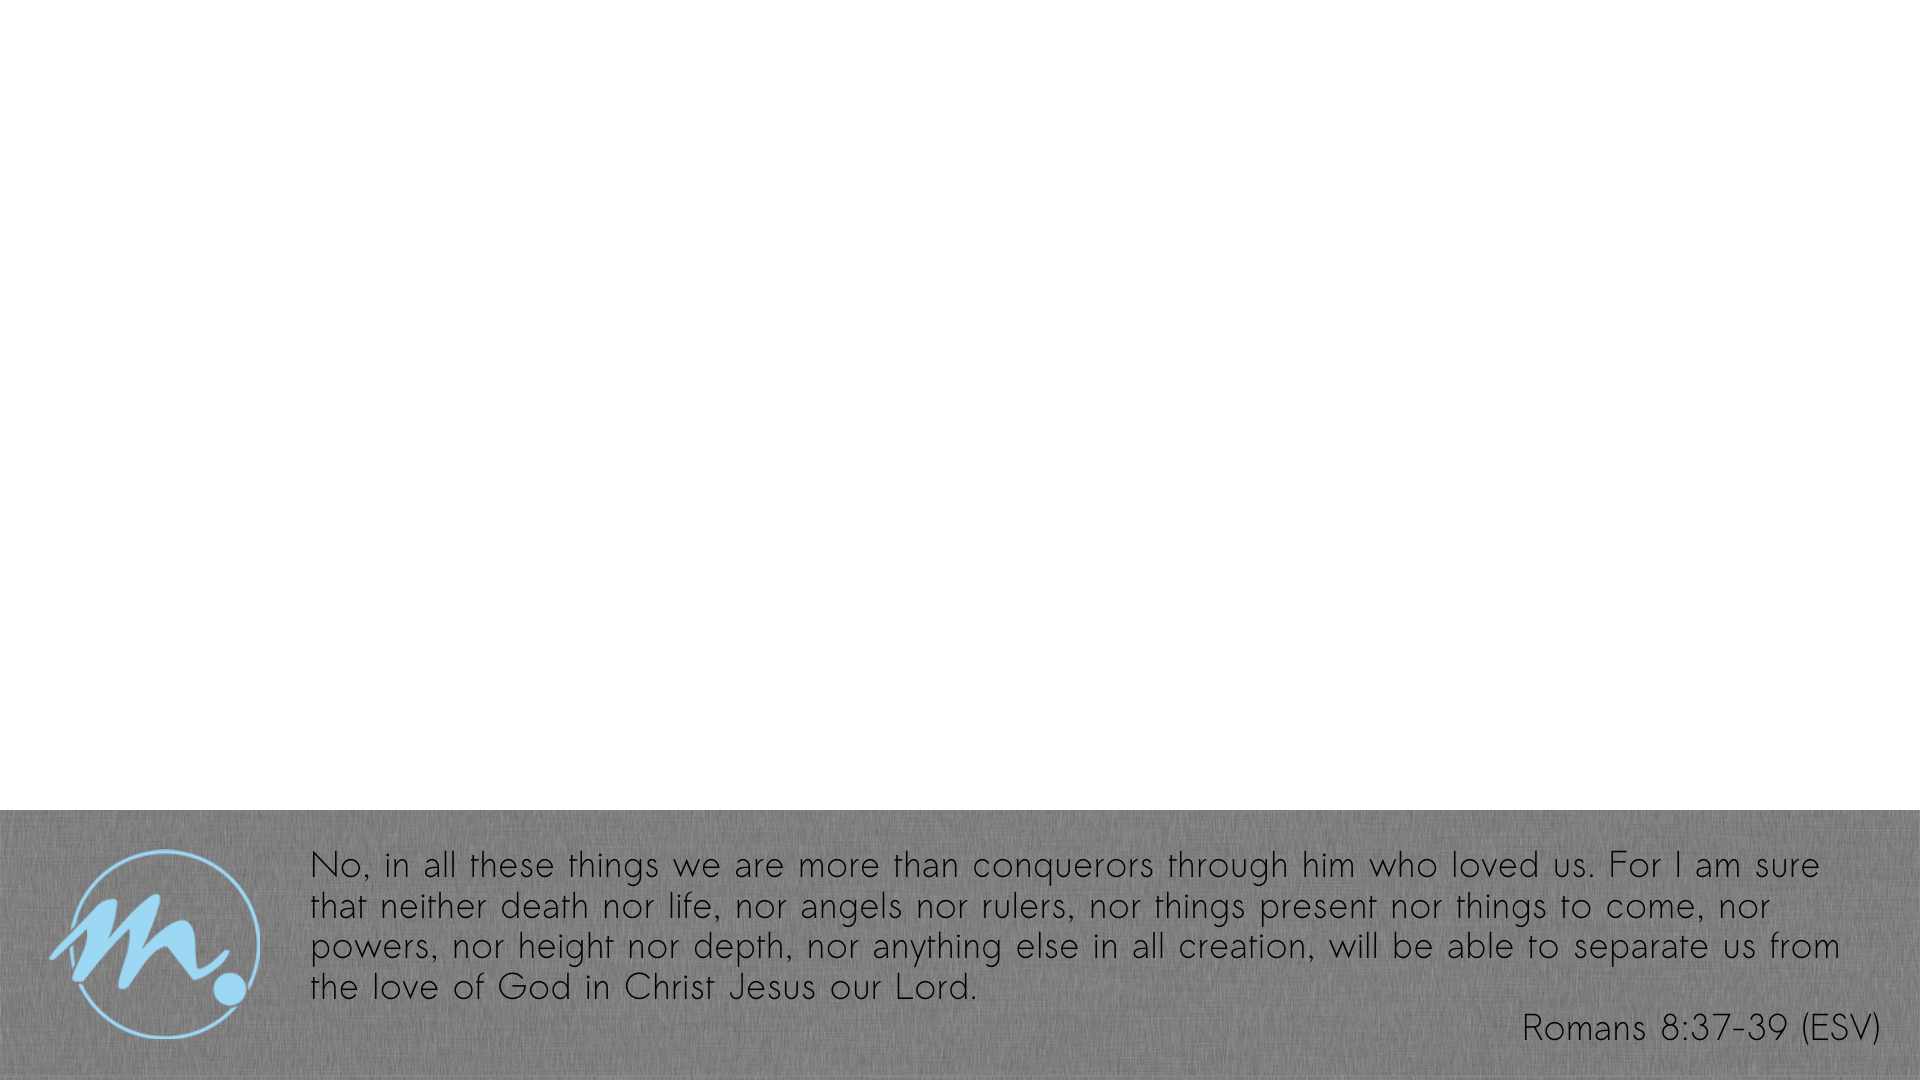 No, in all these things we are more than conquerors through him who loved us. For I am sure
that neither death nor life, nor angels nor rulers, nor things present nor things to come, nor
powers, nor height nor depth, nor anything else in all creation, will be able to separate us from
the love of God in Christ Jesus our Lord.
Romans 8:37-39 (ESV)
m.